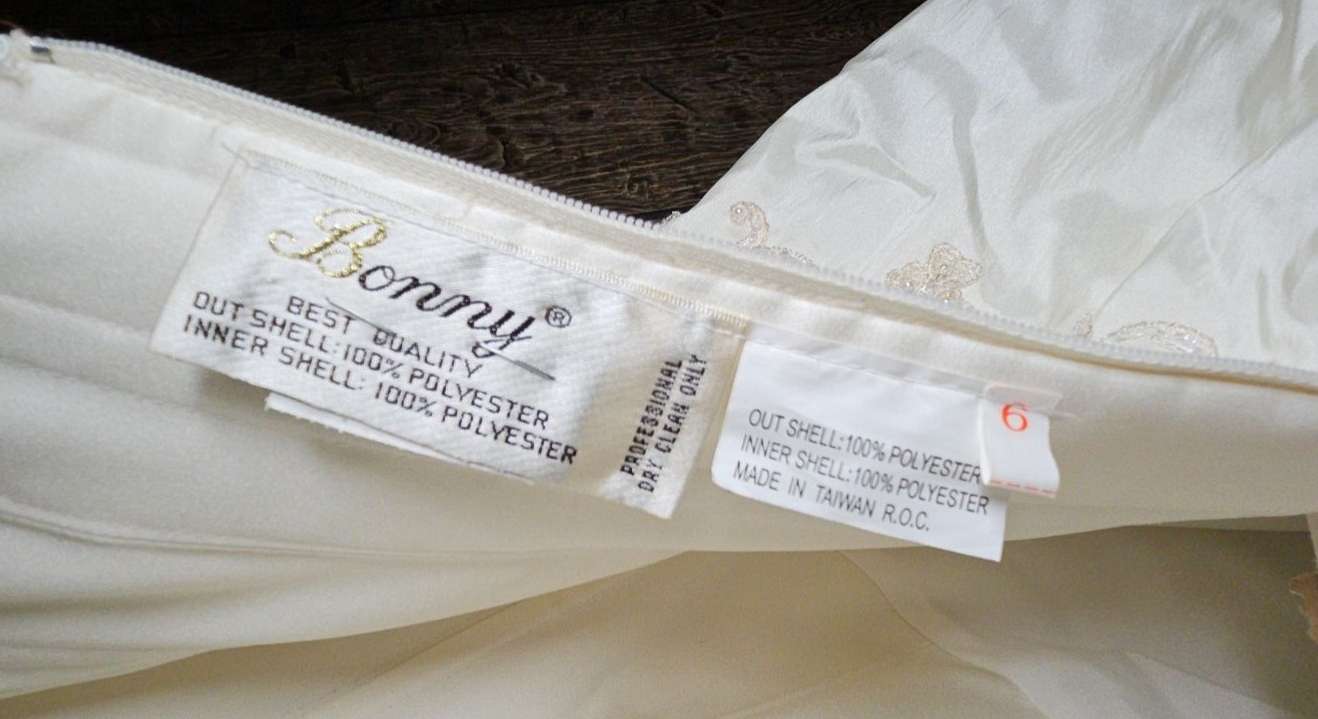 Bonny®
BEST QUALITY
OUT SHELL:100% POLYESTER
INNER SHELL: 100% POLYESTER
PROFESSIONAL
DRY CLEAN ONLY
OUT SHELL:100% POLYESTER
INNER SHELL:100% POLYESTER
MADE IN TAIWAN R.O.C.
6